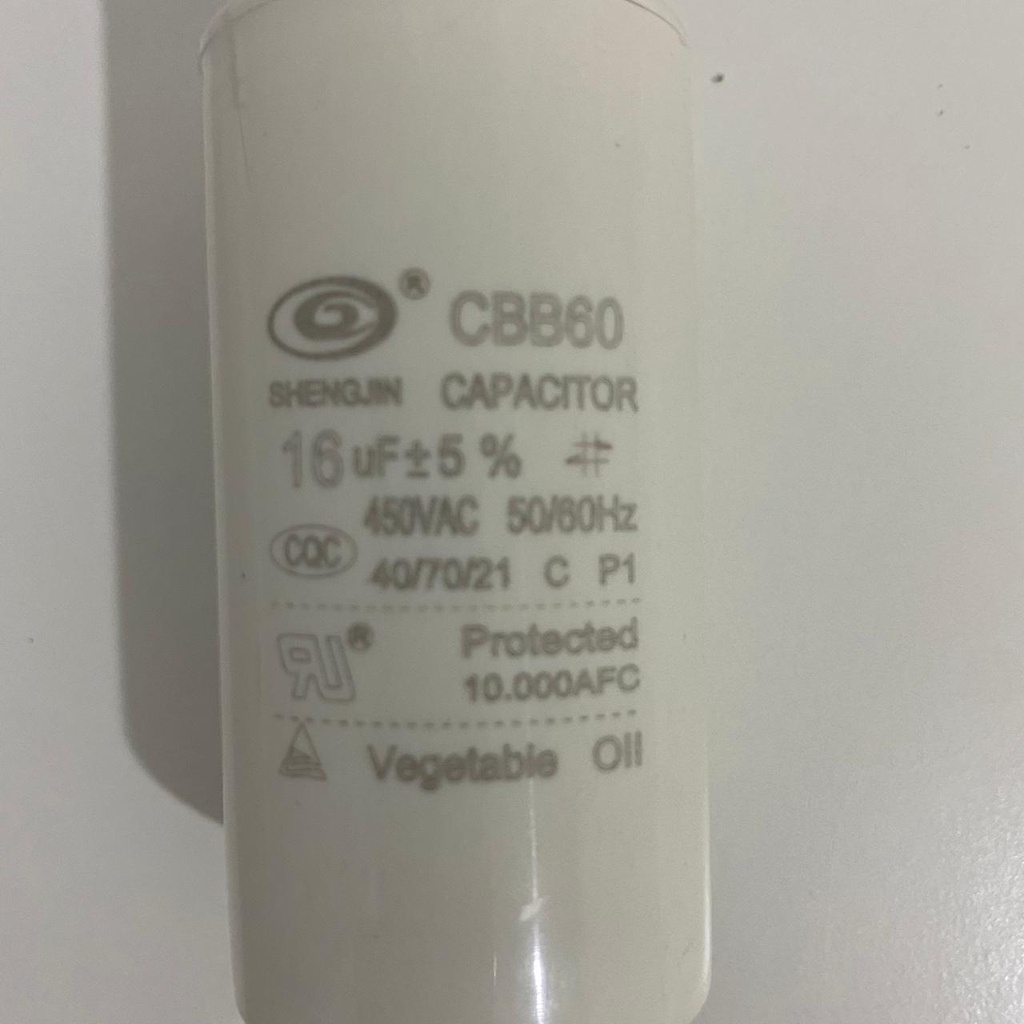 ® CBB60
SHENGJIN CAPACITOR
16 uF±5 % #
450VAC 50/60Hz
CQC 40/70/21 C P1
RU® Protected
10.000AFC
Vegetable Oil